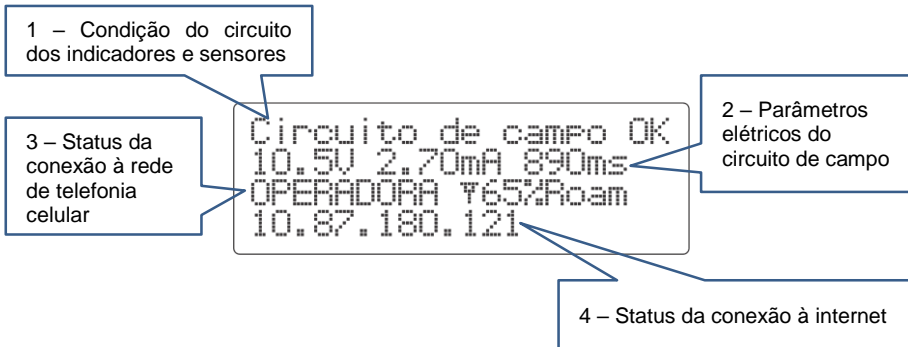 1 – Condição do circuito
dos indicadores e sensores
2 – Parâmetros
elétricos do
circuito de campo
3 – Status da
conexão à rede
de telefonia
celular
Circuito de campo OK
10.5V 2.70mA 890ms
OPERADORA 65%Roam
10.87.180.121
4 – Status da conexão à internet